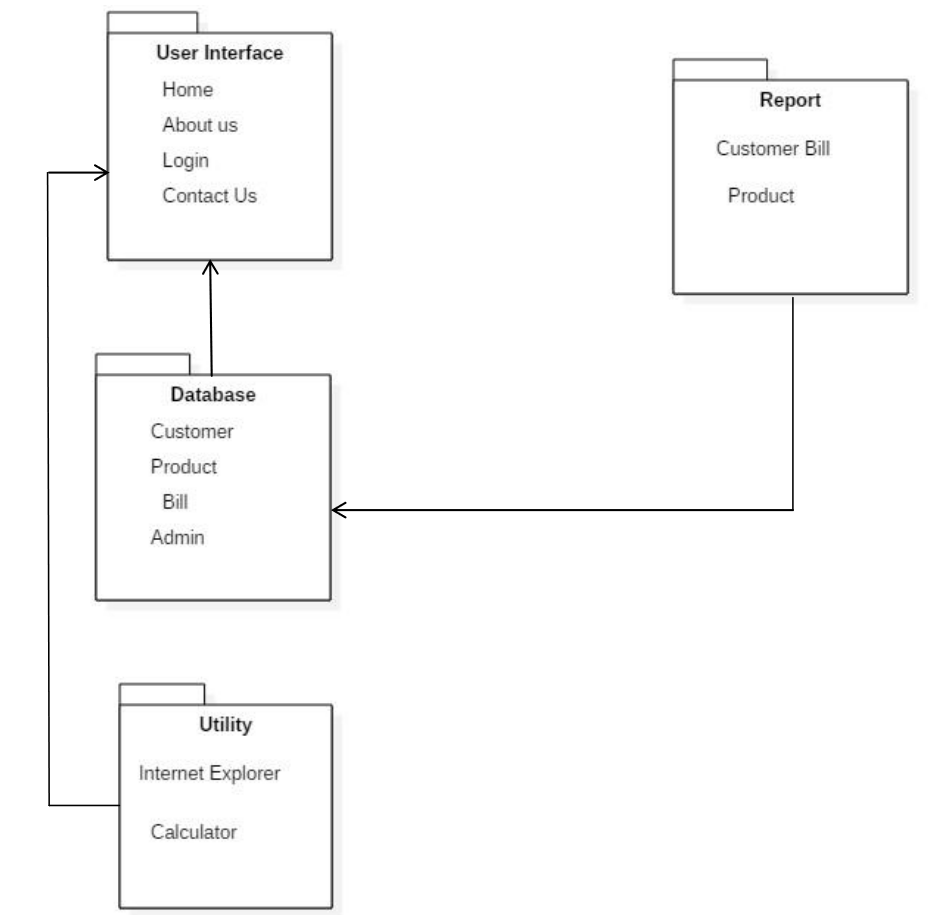 User Interface
Home
About us
Login
Contact Us
Report
Customer Bill
Product
Database
Customer
Product
Bill
Admin
Utility
Internet Explorer
Calculator